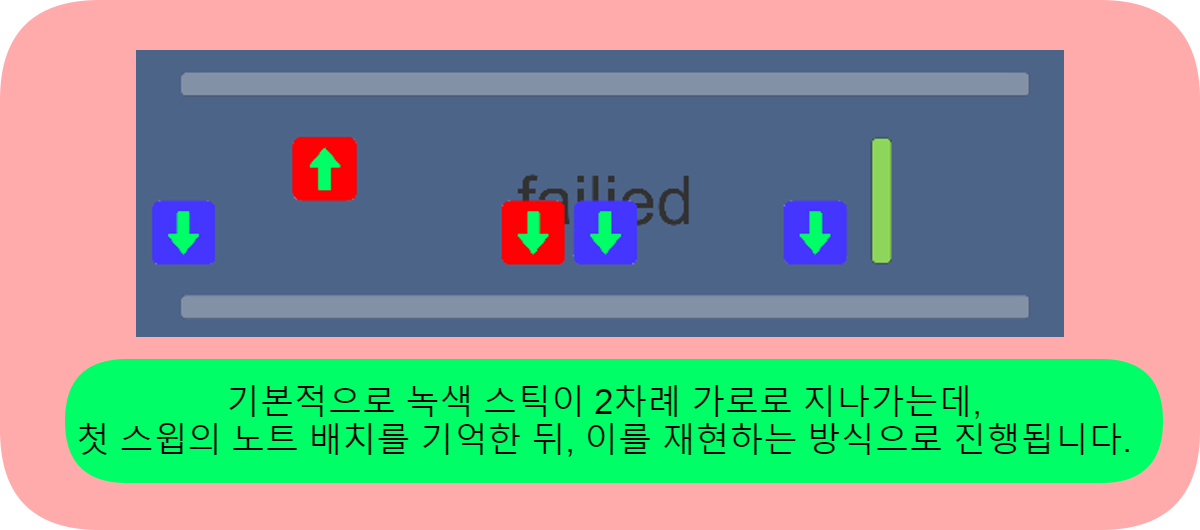 failied
기본적으로 녹색 스틱이 2차례 가로로 지나가는데,
첫 스윕의 노트 배치를 기억한 뒤, 이를 재현하는 방식으로 진행됩니다.